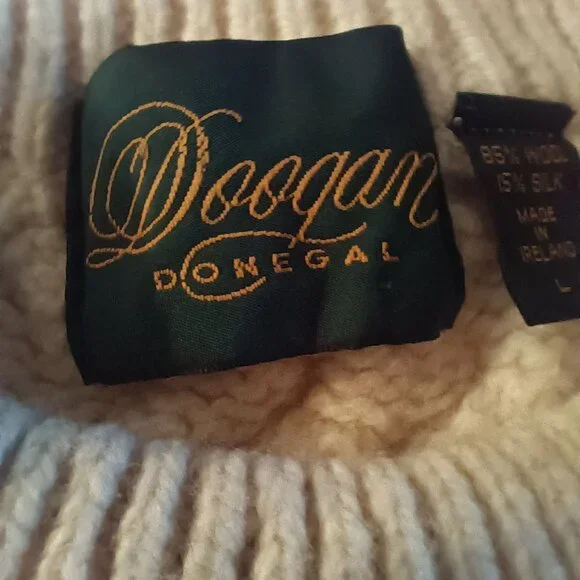 Doogan
DONEGAL
85% WOOL
15% SILK
MADE
IN
IRELAND
L